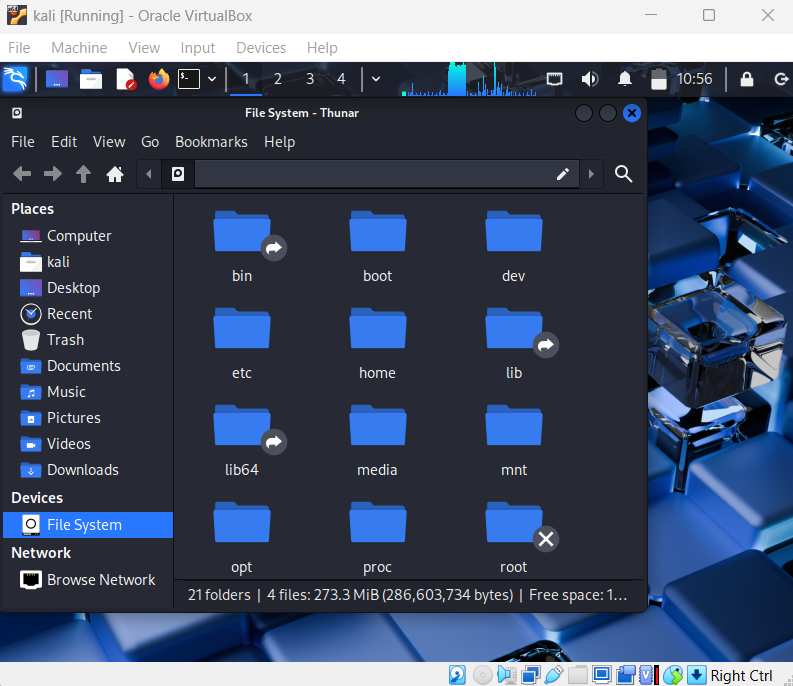 kali [Running] - Oracle VirtualBox
File Machine View Input Devices Help
1 2 3 4 10:56
File System - Thunar
File Edit View Go Bookmarks Help
Places
Computer
kali
Desktop
Recent
Trash
Documents
Music
Pictures
Videos
Downloads
Devices
File System
Network
Browse Network
bin boot dev
etc home lib
lib64 media mnt
opt proc root
21 folders | 4 files: 273.3 MiB (286,603,734 bytes) | Free space: 1…
Right Ctrl